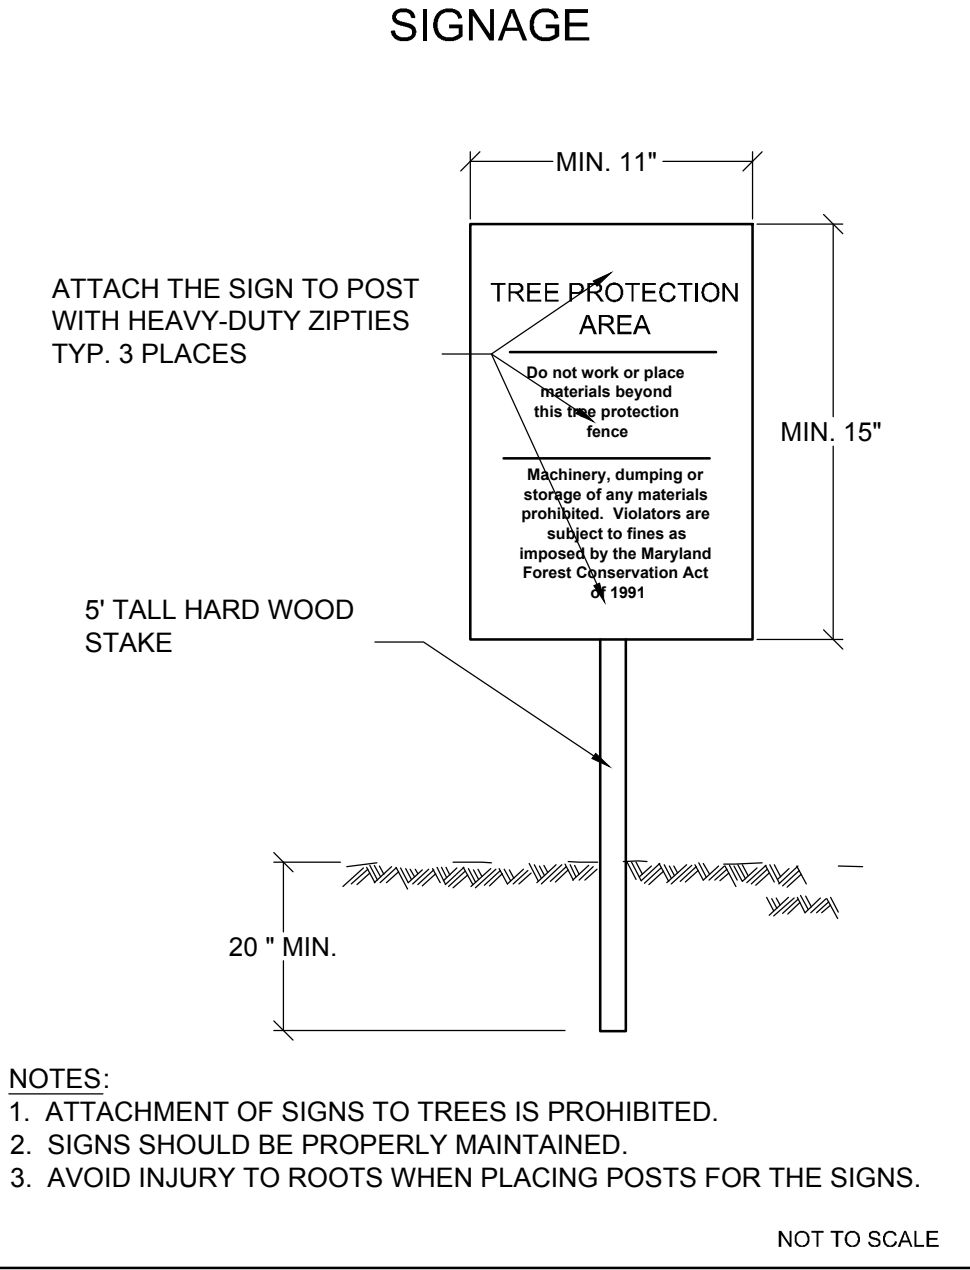 SIGNAGE
MIN. 11"
ATTACH THE SIGN TO POST
WITH HEAVY-DUTY ZIPTIES
TYP. 3 PLACES
TREE PROTECTION
AREA
Do not work or place
materials beyond
this tree protection
fence
MIN. 15"
Machinery, dumping or
storage of any materials
prohibited.  Violators are
subject to fines as
imposed by the Maryland
Forest Conservation Act
of 1991
5' TALL HARD WOOD
STAKE
20 " MIN.
NOTES:
1.  ATTACHMENT OF SIGNS TO TREES IS PROHIBITED.
2.  SIGNS SHOULD BE PROPERLY MAINTAINED.
3.  AVOID INJURY TO ROOTS WHEN PLACING POSTS FOR THE SIGNS.
NOT TO SCALE